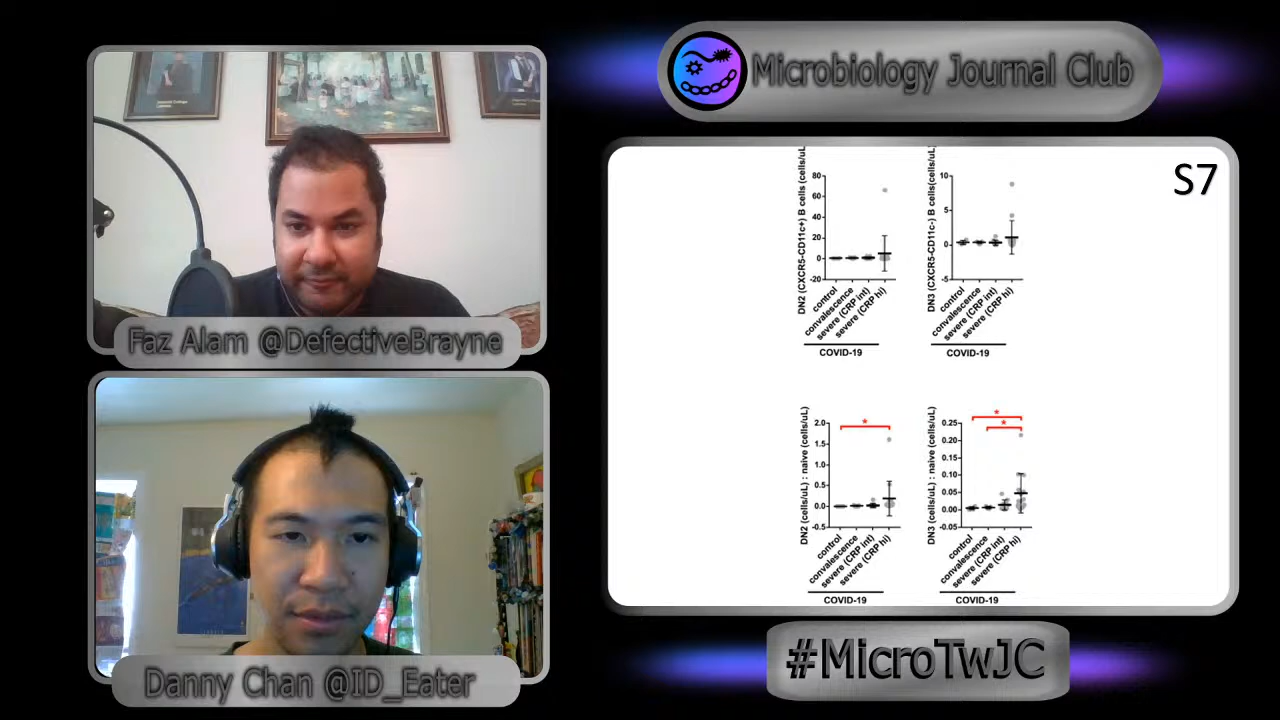 Faz Alam @DefectiveBrayne
Danny Chan @ID_Eater
Microbiology Journal Club
S7
DN2 (CXCR5-CD11c+) B cells (cells/uL)
80
60
40
20
0
-20
control
convalescence
severe (CRP int)
severe (CRP hi)
COVID-19
DN3 (CXCR5-CD11c-) B cells(cells/uL)
10
5
0
-5
control
convalescence
severe (CRP int)
severe (CRP hi)
COVID-19
DN2 (cells/uL) : naive (cells/uL)
2.0
1.5
1.0
0.5
0.0
-0.5
*
control
convalescence
severe (CRP int)
severe (CRP hi)
COVID-19
DN3 (cells/uL) : naive (cells/uL)
0.25
0.20
0.15
0.10
0.05
0.00
-0.05
*
*
control
convalescence
severe (CRP int)
severe (CRP hi)
COVID-19
#MicroTwJC